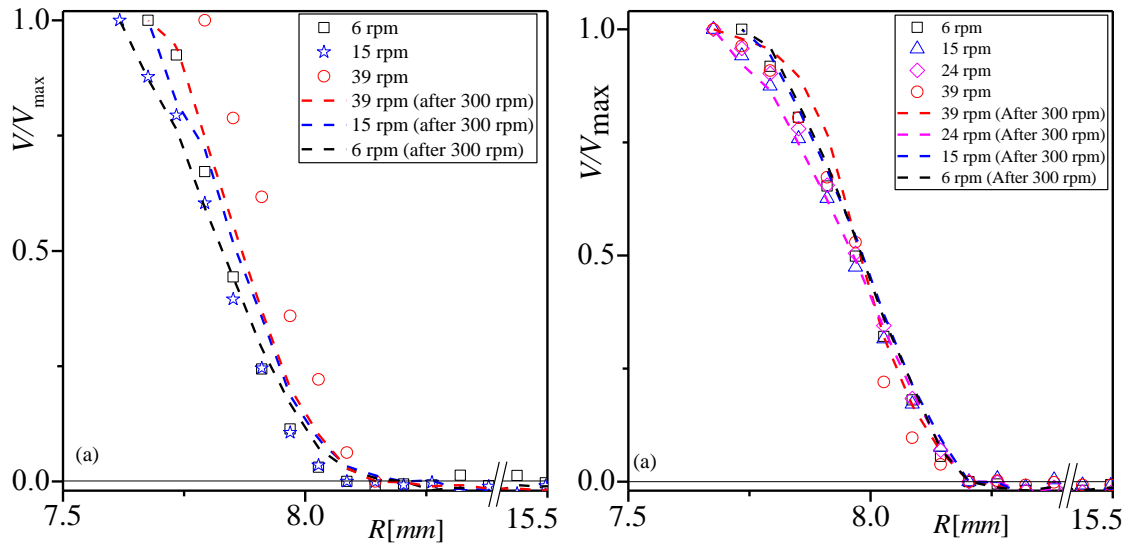 V/Vmax
1.0
0.5
0.0
6 rpm
15 rpm
39 rpm
39 rpm (after 300 rpm)
15 rpm (after 300 rpm)
6 rpm (after 300 rpm)
(a)
7.5
8.0
R[mm]
15.5
V/Vmax
1.0
0.5
0.0
6 rpm
15 rpm
24 rpm
39 rpm
39 rpm (After 300 rpm)
24 rpm (After 300 rpm)
15 rpm (After 300 rpm)
6 rpm (After 300 rpm)
(a)
7.5
8.0
R[mm]
15.5